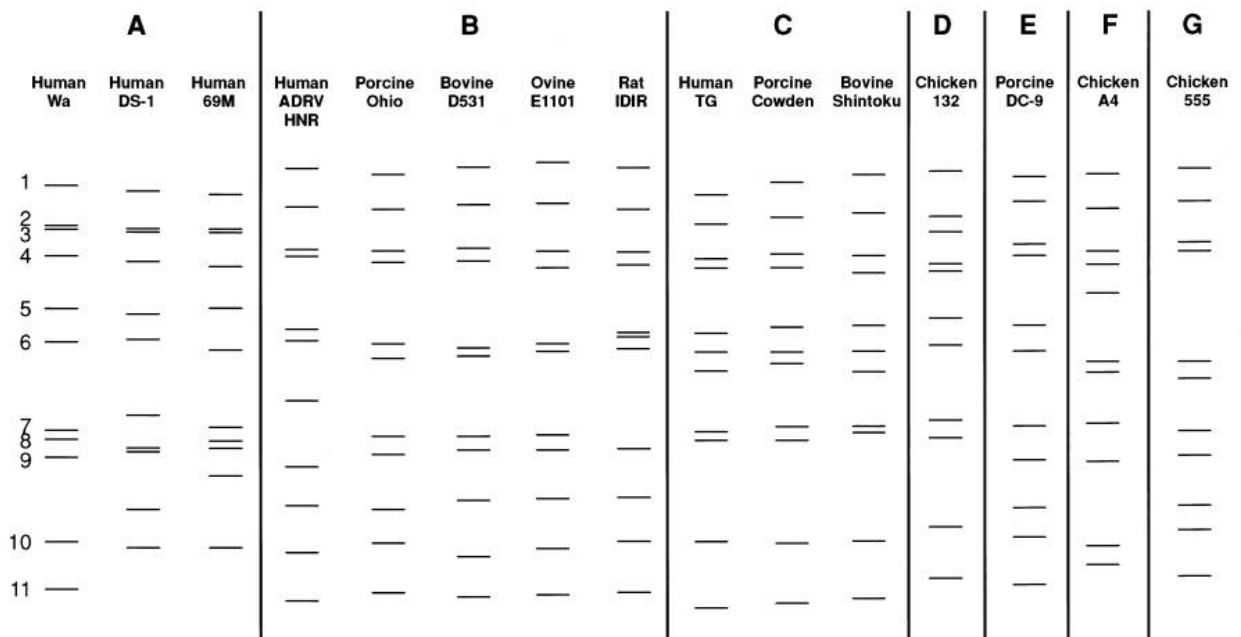 A B C D E F G
Human Human Human Human Porcine Bovine Ovine Rat Human Porcine Bovine Chicken Porcine Chicken Chicken
Wa DS-1 69M ADRV Ohio D531 E1101 IDIR TG Cowden Shintoku 132 DC-9 A4 555
HNR
1
2
3
4
5
6
7
8
9
10
11